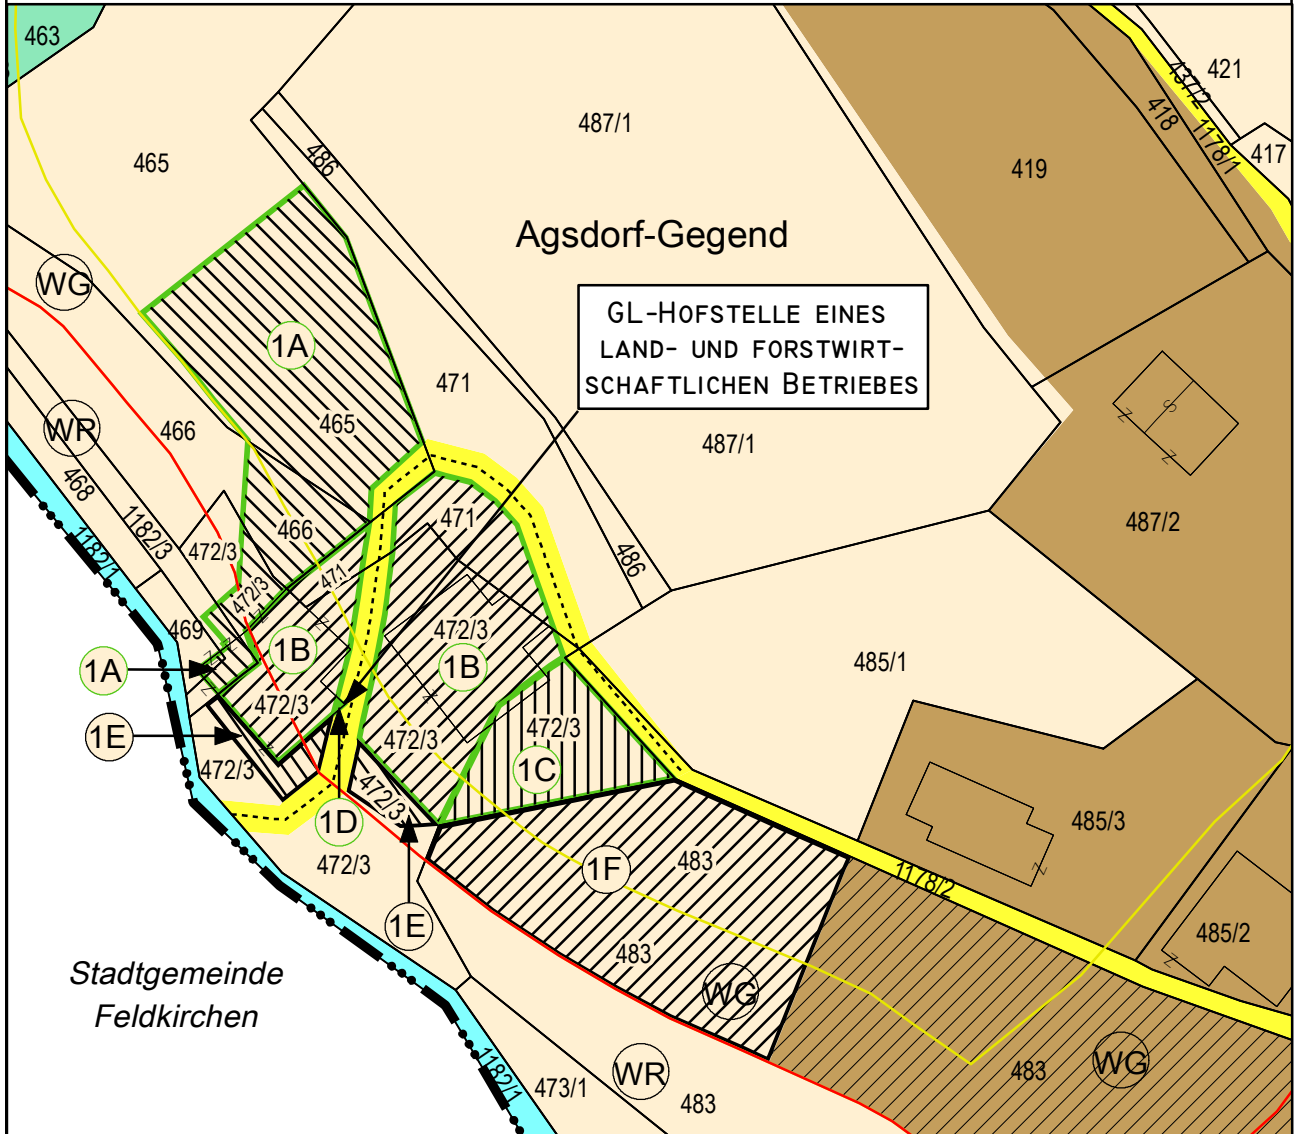 463
421
437/2
418
1178/1
417
487/1
486
465
419
Agsdorf-Gegend
WG
GL-HOFSTELLE EINES
LAND- UND FORSTWIRT-
SCHAFTLICHEN BETRIEBES
1A
471
465
WR
466
487/1
S
Z
Z
468
1182/3
1182/1
466
471
487/2
472/3
486
471
472/3
Z
469
Z
Z
Z
472/3
1B
1B
485/1
1A
Z
Z
472/3
472/3
472/3
1E
Z
472/3
1C
472/3
1D
485/3
472/3
483
1F
Z
1178/2
1E
485/2
Z
483
Stadtgemeinde
Feldkirchen
WG
WG
483
1182/1
WR
473/1
483